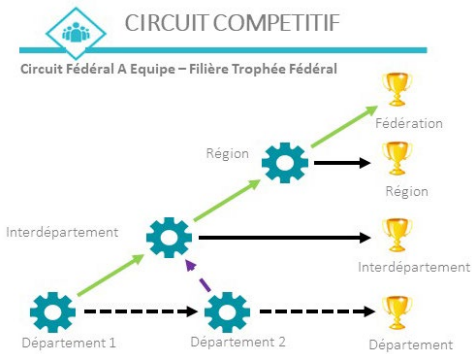 CIRCUIT COMPETITIF
Circuit Fédéral A Equipe – Filière Trophée Fédéral
Fédération
Région
Région
Interdépartement
Interdépartement
Département 1
Département 2
Département